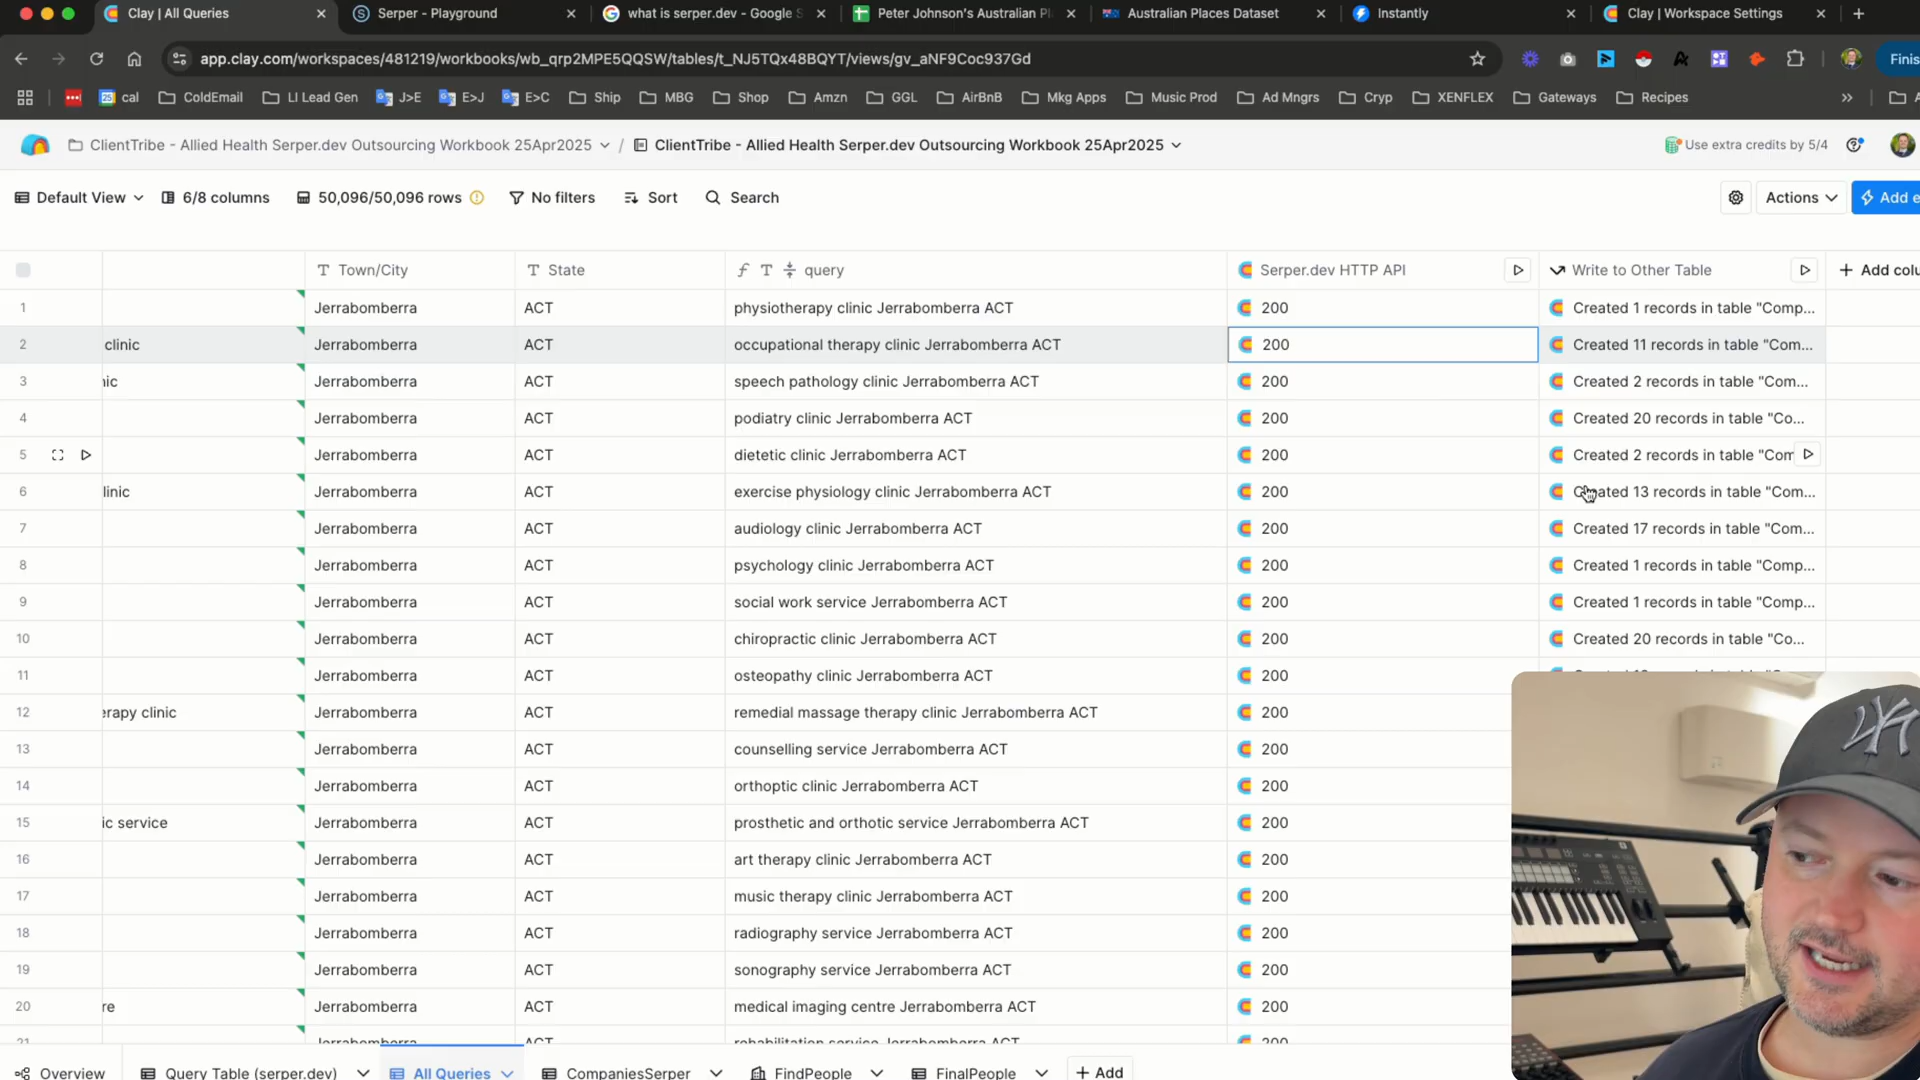 Clay | All Queries
Serper - Playground
what is serper.dev - Google S
Peter Johnson's Australian Pl
Australian Places Dataset
Instantly
Clay | Workspace Settings
app.clay.com/workspaces/481219/workbooks/wb_qrp2MPE5QQSW/tables/t_NJ5TQx48BQYT/views/gv_aNF9Coc937Gd
Finis
cal ColdEmail LI Lead Gen J>E E>J E>C Ship MBG Shop Amzn GGL AirBnB Mkg Apps Music Prod Ad Mngrs Cryp XENFLEX Gateways Recipes
ClientTribe - Allied Health Serper.dev Outsourcing Workbook 25Apr2025 / ClientTribe - Allied Health Serper.dev Outsourcing Workbook 25Apr2025
Use extra credits by 5/4
Default View 6/8 columns 50,096/50,096 rows No filters Sort Search Actions Add e
Town/City State query Serper.dev HTTP API Write to Other Table + Add colu
1 Jerrabomberra ACT physiotherapy clinic Jerrabomberra ACT 200 Created 1 records in table "Comp...
2 clinic Jerrabomberra ACT occupational therapy clinic Jerrabomberra ACT 200 Created 11 records in table "Com...
3 nic Jerrabomberra ACT speech pathology clinic Jerrabomberra ACT 200 Created 2 records in table "Com...
4 Jerrabomberra ACT podiatry clinic Jerrabomberra ACT 200 Created 20 records in table "Co...
5 Jerrabomberra ACT dietetic clinic Jerrabomberra ACT 200 Created 2 records in table "Com
6 linic Jerrabomberra ACT exercise physiology clinic Jerrabomberra ACT 200 Created 13 records in table "Com...
7 Jerrabomberra ACT audiology clinic Jerrabomberra ACT 200 Created 17 records in table "Com...
8 Jerrabomberra ACT psychology clinic Jerrabomberra ACT 200 Created 1 records in table "Comp...
9 Jerrabomberra ACT social work service Jerrabomberra ACT 200 Created 1 records in table "Comp...
10 Jerrabomberra ACT chiropractic clinic Jerrabomberra ACT 200 Created 20 records in table "Co...
11 Jerrabomberra ACT osteopathy clinic Jerrabomberra ACT 200
12 erapy clinic Jerrabomberra ACT remedial massage therapy clinic Jerrabomberra ACT 200
13 Jerrabomberra ACT counselling service Jerrabomberra ACT 200
14 Jerrabomberra ACT orthoptic clinic Jerrabomberra ACT 200
15 ic service Jerrabomberra ACT prosthetic and orthotic service Jerrabomberra ACT 200
16 Jerrabomberra ACT art therapy clinic Jerrabomberra ACT 200
17 Jerrabomberra ACT music therapy clinic Jerrabomberra ACT 200
18 Jerrabomberra ACT radiography service Jerrabomberra ACT 200
19 Jerrabomberra ACT sonography service Jerrabomberra ACT 200
20 re Jerrabomberra ACT medical imaging centre Jerrabomberra ACT 200
21 Jerrabomberra ACT rehabilitation service Jerrabomberra ACT 200
Overview Query Table (serper.dev) All Queries CompaniesSerper FindPeople FinalPeople + Add